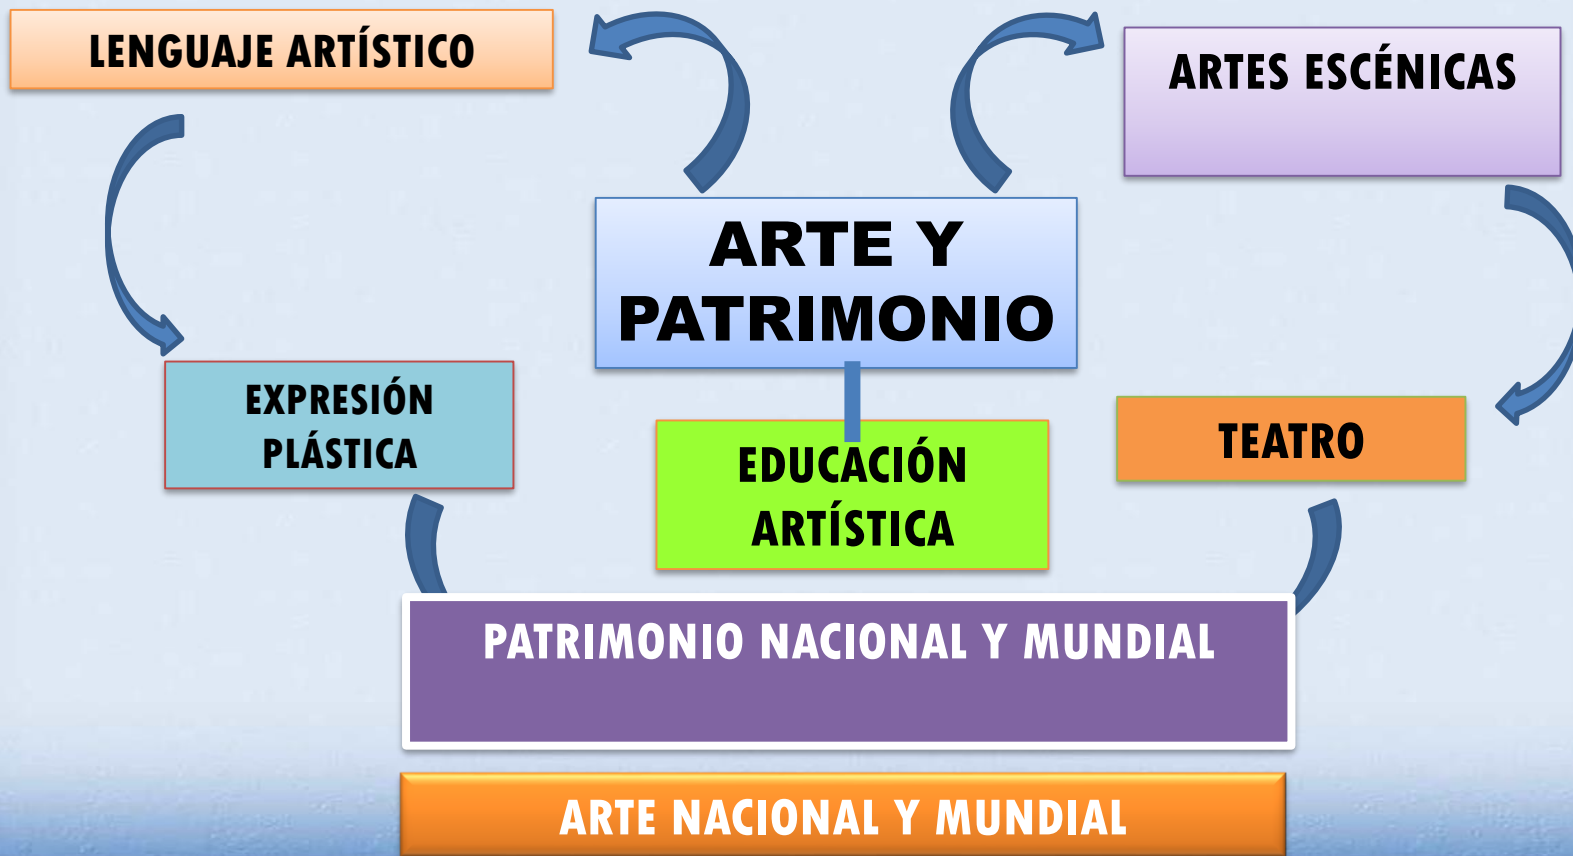 LENGUAJE ARTÍSTICO
ARTES ESCÉNICAS
ARTE Y
PATRIMONIO
EXPRESIÓN
PLÁSTICA
EDUCACIÓN
ARTÍSTICA
TEATRO
PATRIMONIO NACIONAL Y MUNDIAL
ARTE NACIONAL Y MUNDIAL